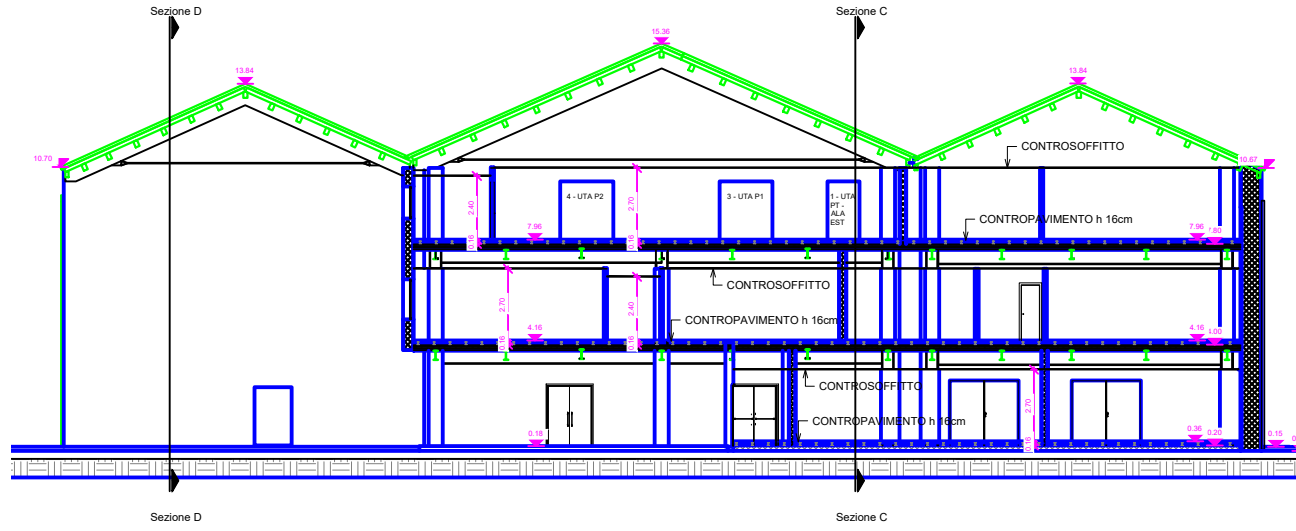 Sezione D
Sezione C
15.36
13.84
13.84
CONTROSOFFITTO
10.70
10.67
4 - UTA P2
3 - UTA P1
1 - UTA
PT -
ALA
EST
2.40
2.70
CONTROPAVIMENTO h 16cm
7.96
7.96
7.80
0.16
0.16
CONTROSOFFITTO
2.70
2.40
CONTROPAVIMENTO h 16cm
4.16
4.16
4.00
0.16
0.16
CONTROSOFFITTO
2.70
CONTROPAVIMENTO h 16cm
0.18
0.36
0.20
0.15
0.16
Sezione D
Sezione C